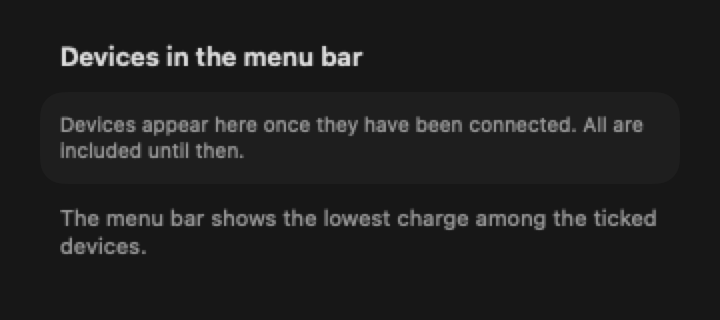 Devices in the menu bar
Devices appear here once they have been connected. All are
included until then.
The menu bar shows the lowest charge among the ticked
devices.